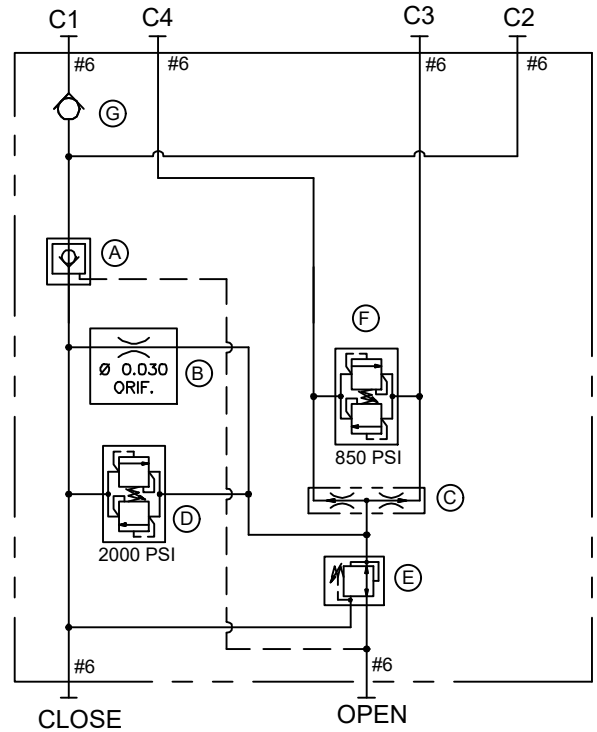 C1 C4 C3 C2
#6 #6 #6 #6
G
A
F
B
Ø 0.030
ORIF.
850 PSI
C
D
2000 PSI
E
#6 #6
CLOSE OPEN